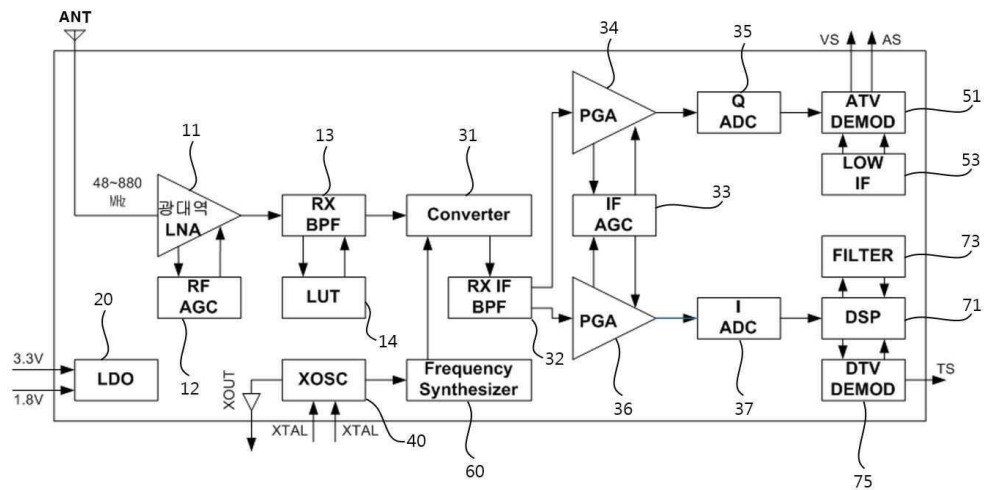 ANT
34
35
VS
AS
Q
ADC
ATV
DEMOD
51
PGA
11
13
31
LOW
IF
53
48~880
MHz
광대역
LNA
RX
BPF
Converter
IF
AGC
33
RF
AGC
LUT
RX IF
BPF
FILTER
73
20
14
32
PGA
I
ADC
DSP
71
3.3V
1.8V
LDO
12
XOUT
XOSC
Frequency
Synthesizer
36
37
DTV
DEMOD
TS
XTAL
XTAL
40
60
75